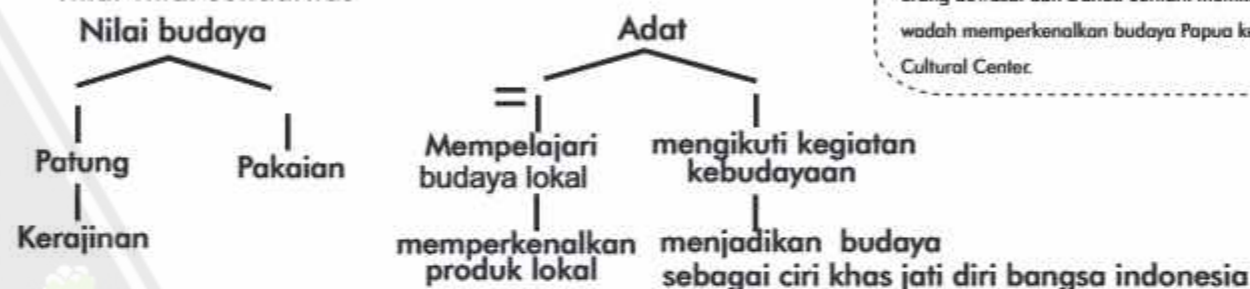 Nilai budaya
Adat
wadah memperkenalkan budaya Papua
Cultural Center.
=
Mempelajari
budaya lokal
mengikuti kegiatan
kebudayaan
Patung
Pakaian
Kerajinan
memperkenalkan
produk lokal
menjadikan budaya
sebagai ciri khas jati diri bangsa indonesia